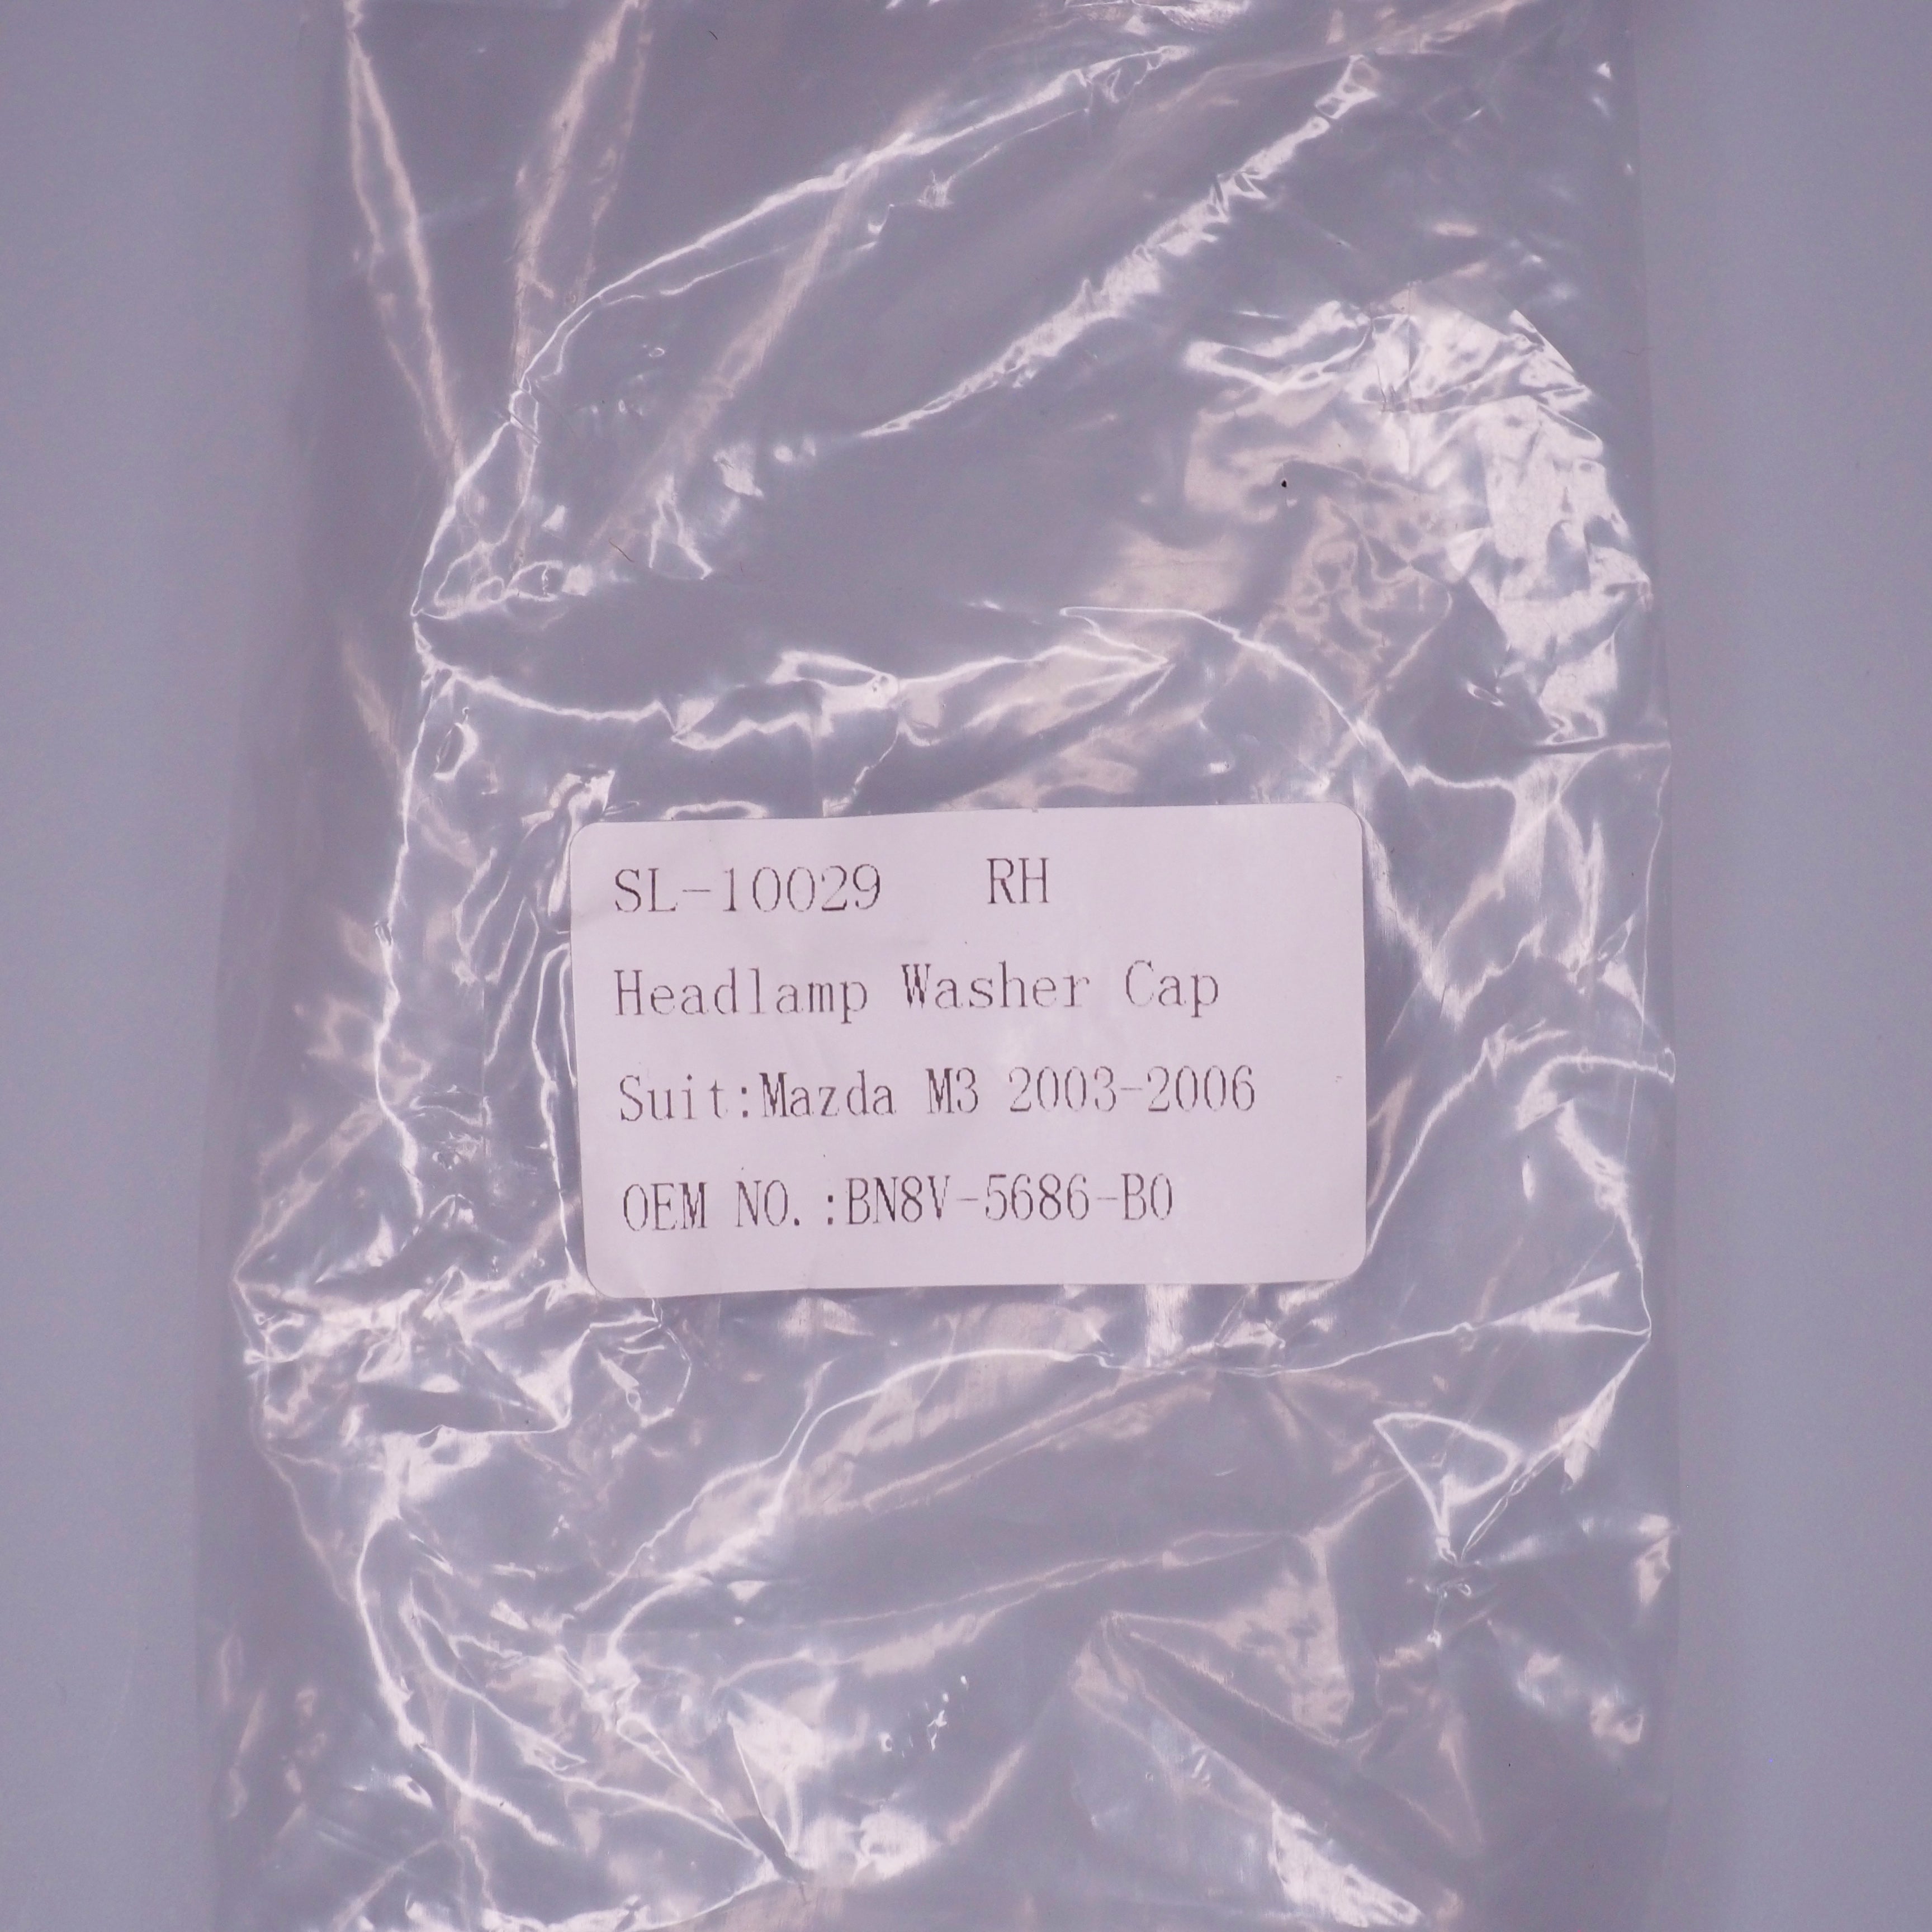 SL-10029 RH
Headlamp Washer Cap
Suit:Mazda M3 2003-2006
OEM NO.:BN8V-5686-B0